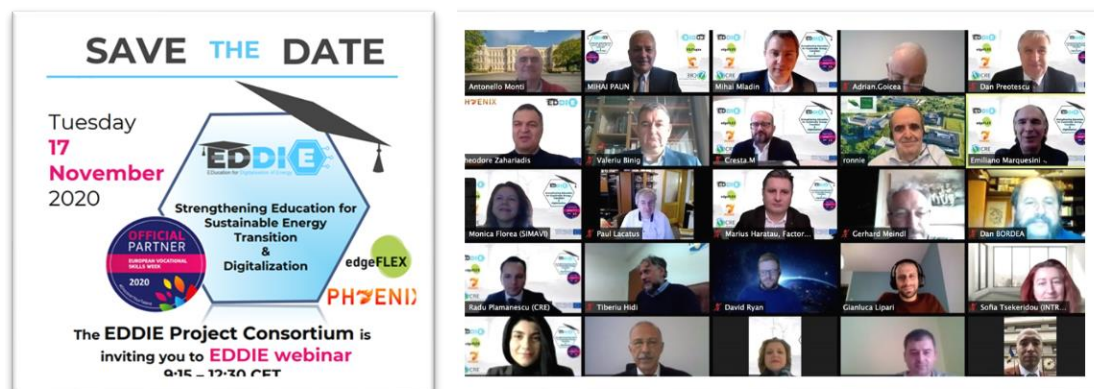 SAVE THE DATE
Tuesday
17
November
2020
EDDIE
EDucation for Digitalization of Energy
Strengthening Education for
Sustainable Energy
Transition
&
Digitalization
OFFICIAL
PARTNER
EUROPEAN VOCATIONAL
SKILLS WEEK
2020
edgeFLEX
PHOENIX
The EDDIE Project Consortium is
inviting you to EDDIE webinar
9:15 – 12:30 CET
Antonello Monti
MIHAI PAUN
Mihai Mladin
Adrian.Goicea
Dan Preotescu
heodore Zahariadis
Valeriu Binig
Cresta.M
ronnie
Emiliano Marquesini
Monica Florea (SIMAVI)
Paul Lacatus
Marius Haratau, Factor...
Gerhard Meindl
Dan BORDEA
Radu Plamanescu (CRE)
Tiberiu Hidi
David Ryan
Gianluca Lipari
Sofia Tsekeridou (INTR...